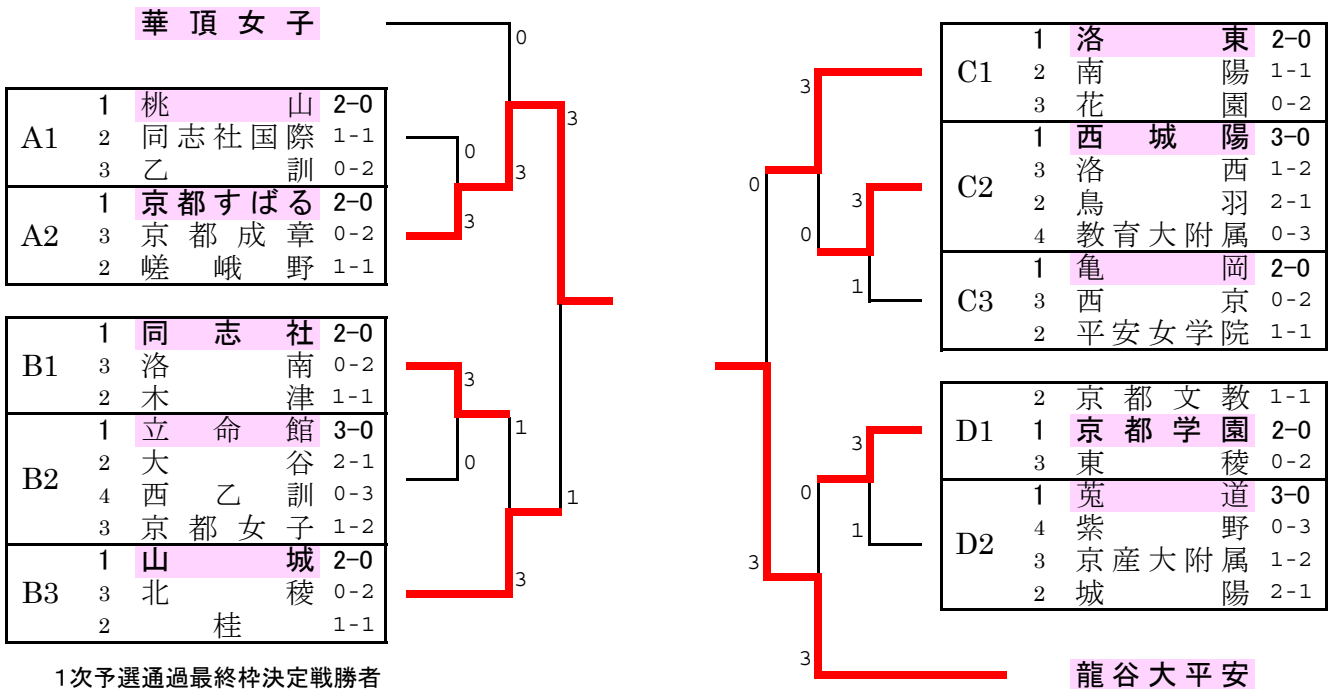 華頂女子
0
A1
1 桃山 2-0
2 同志社国際 1-1
3 乙訓 0-2
A2
1 京都すばる 2-0
3 京都成章 0-2
2 嵯峨野 1-1
0
3
3
3
B1
1 同志社 2-0
3 洛南 0-2
2 木津 1-1
B2
1 立命館 3-0
2 大谷 2-1
4 西乙訓 0-3
3 京都女子 1-2
B3
1 山城 2-0
3 北稜 0-2
2 桂 1-1
3
0
1
3
1
1次予選通過最終枠決定戦勝者
C1
1 洛東 2-0
2 南陽 1-1
3 花園 0-2
C2
1 西城陽 3-0
3 洛西 1-2
2 鳥羽 2-1
4 教育大附属 0-3
C3
1 亀岡 2-0
3 西京 0-2
2 平安女学院 1-1
3
0
3
0
1
D1
2 京都文教 1-1
1 京都学園 2-0
3 東稜 0-2
D2
1 莵道 3-0
4 紫野 0-3
3 京産大附属 1-2
2 城陽 2-1
3
0
1
3
3
龍谷大平安